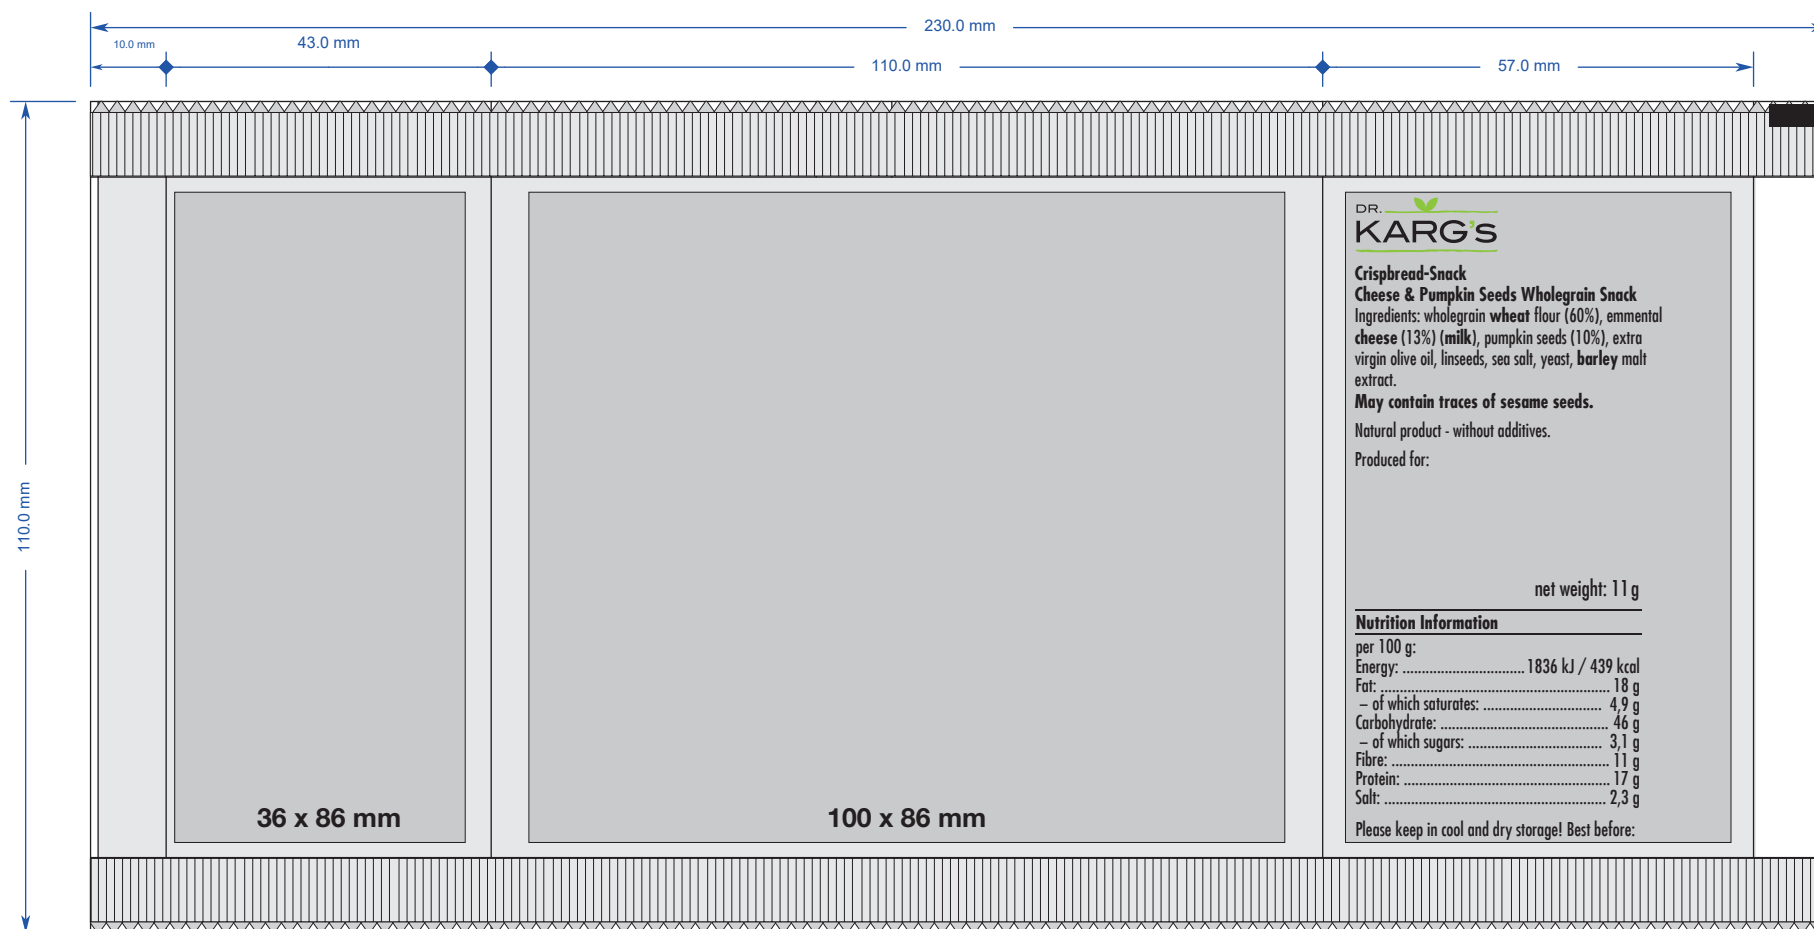 230.0 mm
10.0 mm
43.0 mm
110.0 mm
57.0 mm
110.0 mm
DR.
KARG's
Crispbread-Snack
Cheese & Pumpkin Seeds Wholegrain Snack
Ingredients: wholegrain wheat flour (60%), emmental
cheese (13%) (milk), pumpkin seeds (10%), extra
virgin olive oil, linseeds, sea salt, yeast, barley malt
extract.
May contain traces of sesame seeds.
Natural product - without additives.
Produced for:
net weight: 11 g
Nutrition Information
per 100 g:
Energy: ............................... 1836 kJ / 439 kcal
Fat: .......................................................... 18 g
– of which saturates: .............................. 4,9 g
Carbohydrate: ........................................... 46 g
– of which sugars: .................................. 3,1 g
Fibre: ....................................................... 11 g
Protein: ..................................................... 17 g
Salt: ........................................................ 2,3 g
Please keep in cool and dry storage! Best before:
36 x 86 mm
100 x 86 mm